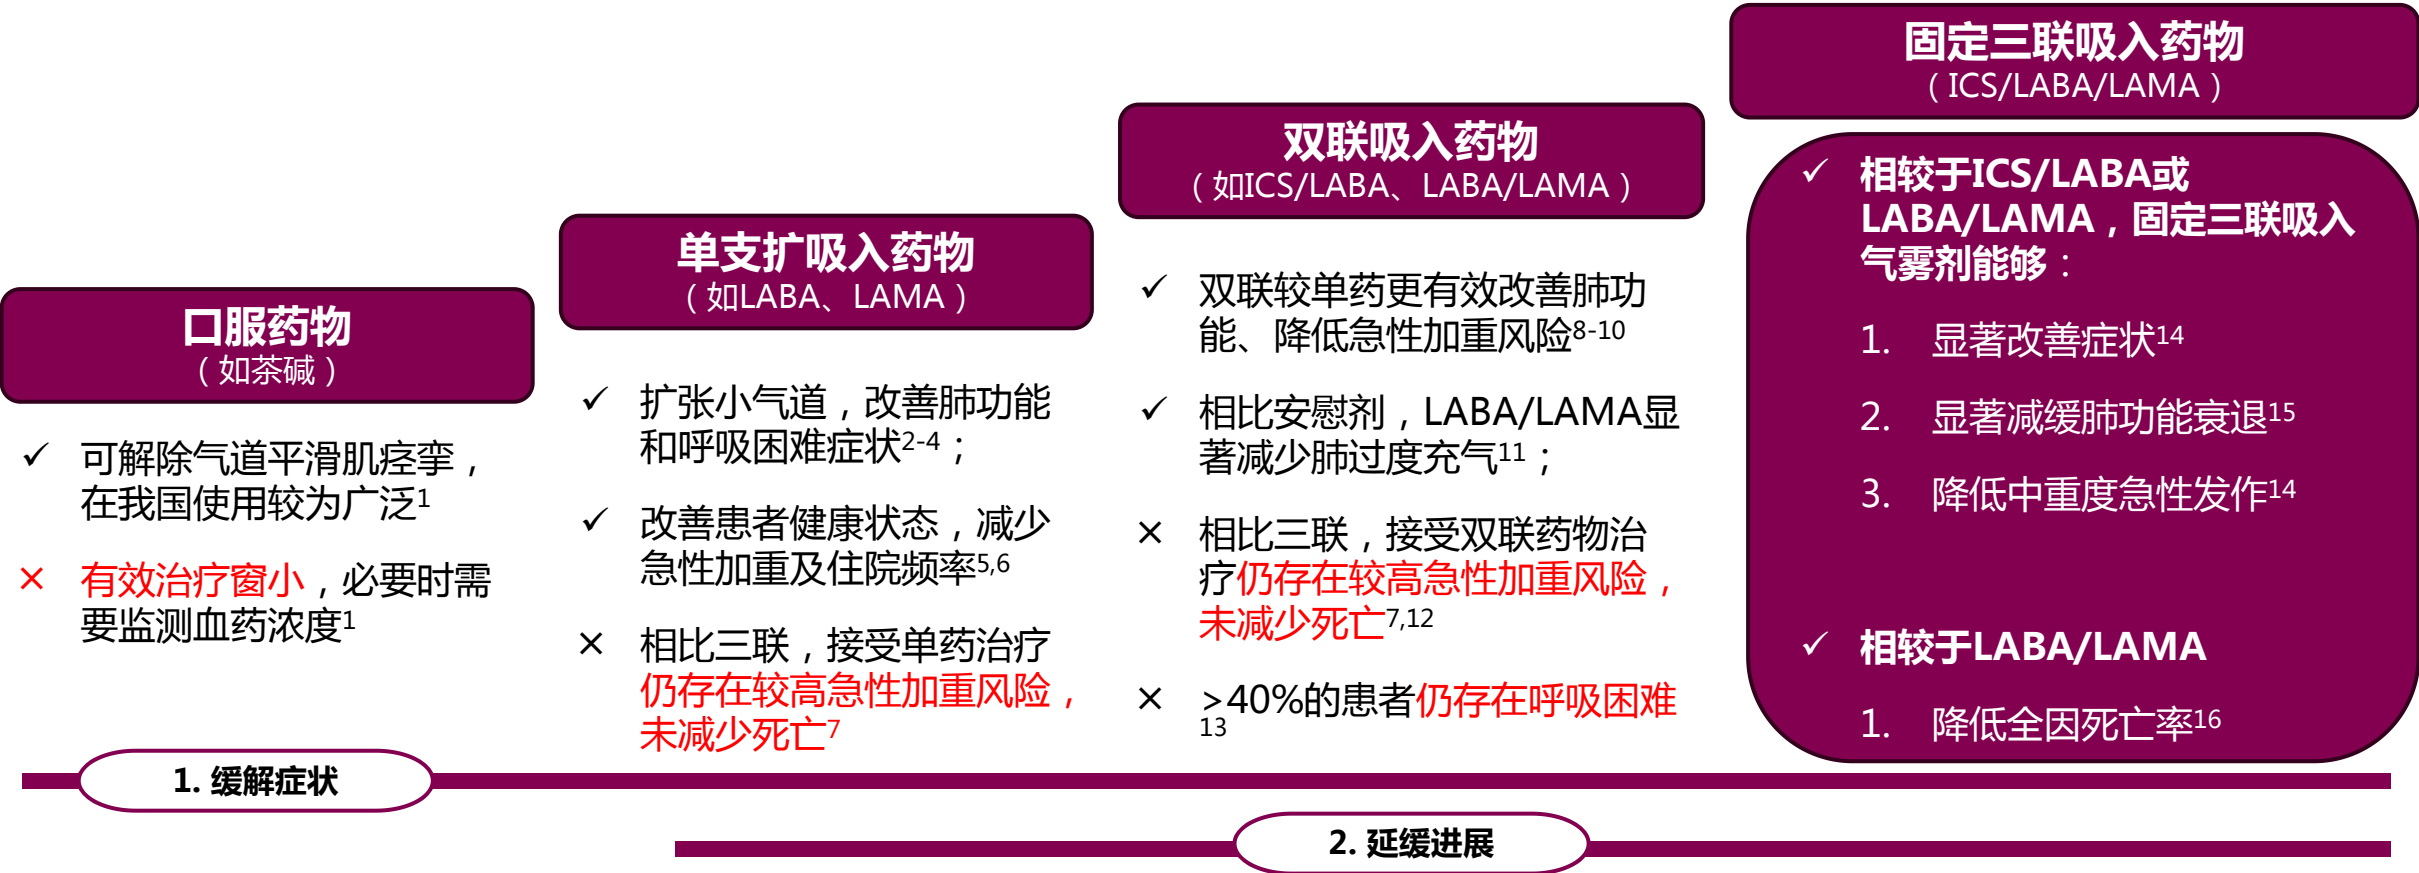 口服药物
（如茶碱）
✓ 可解除气道平滑肌痉挛，
在我国使用较为广泛1
× 有效治疗窗小，必要时需
要监测血药浓度1
单支扩吸入药物
（如LABA、LAMA）
✓ 扩张小气道，改善肺功能
和呼吸困难症状2-4；
✓ 改善患者健康状态，减少
急性加重及住院频率5,6
× 相比三联，接受单药治疗
仍存在较高急性加重风险，
未减少死亡7
双联吸入药物
（如ICS/LABA、LABA/LAMA）
✓ 双联较单药更有效改善肺功
能、降低急性加重风险8-10
✓ 相比安慰剂，LABA/LAMA显
著减少肺过度充气11；
× 相比三联，接受双联药物治
疗仍存在较高急性加重风险，
未减少死亡7,12
× >40%的患者仍存在呼吸困难
13
固定三联吸入药物
（ICS/LABA/LAMA）
✓ 相较于ICS/LABA或
LABA/LAMA，固定三联吸入
气雾剂能够：
1. 显著改善症状14
2. 显著减缓肺功能衰退15
3. 降低中重度急性发作14
✓ 相较于LABA/LAMA
1. 降低全因死亡率16
1. 缓解症状
2. 延缓进展